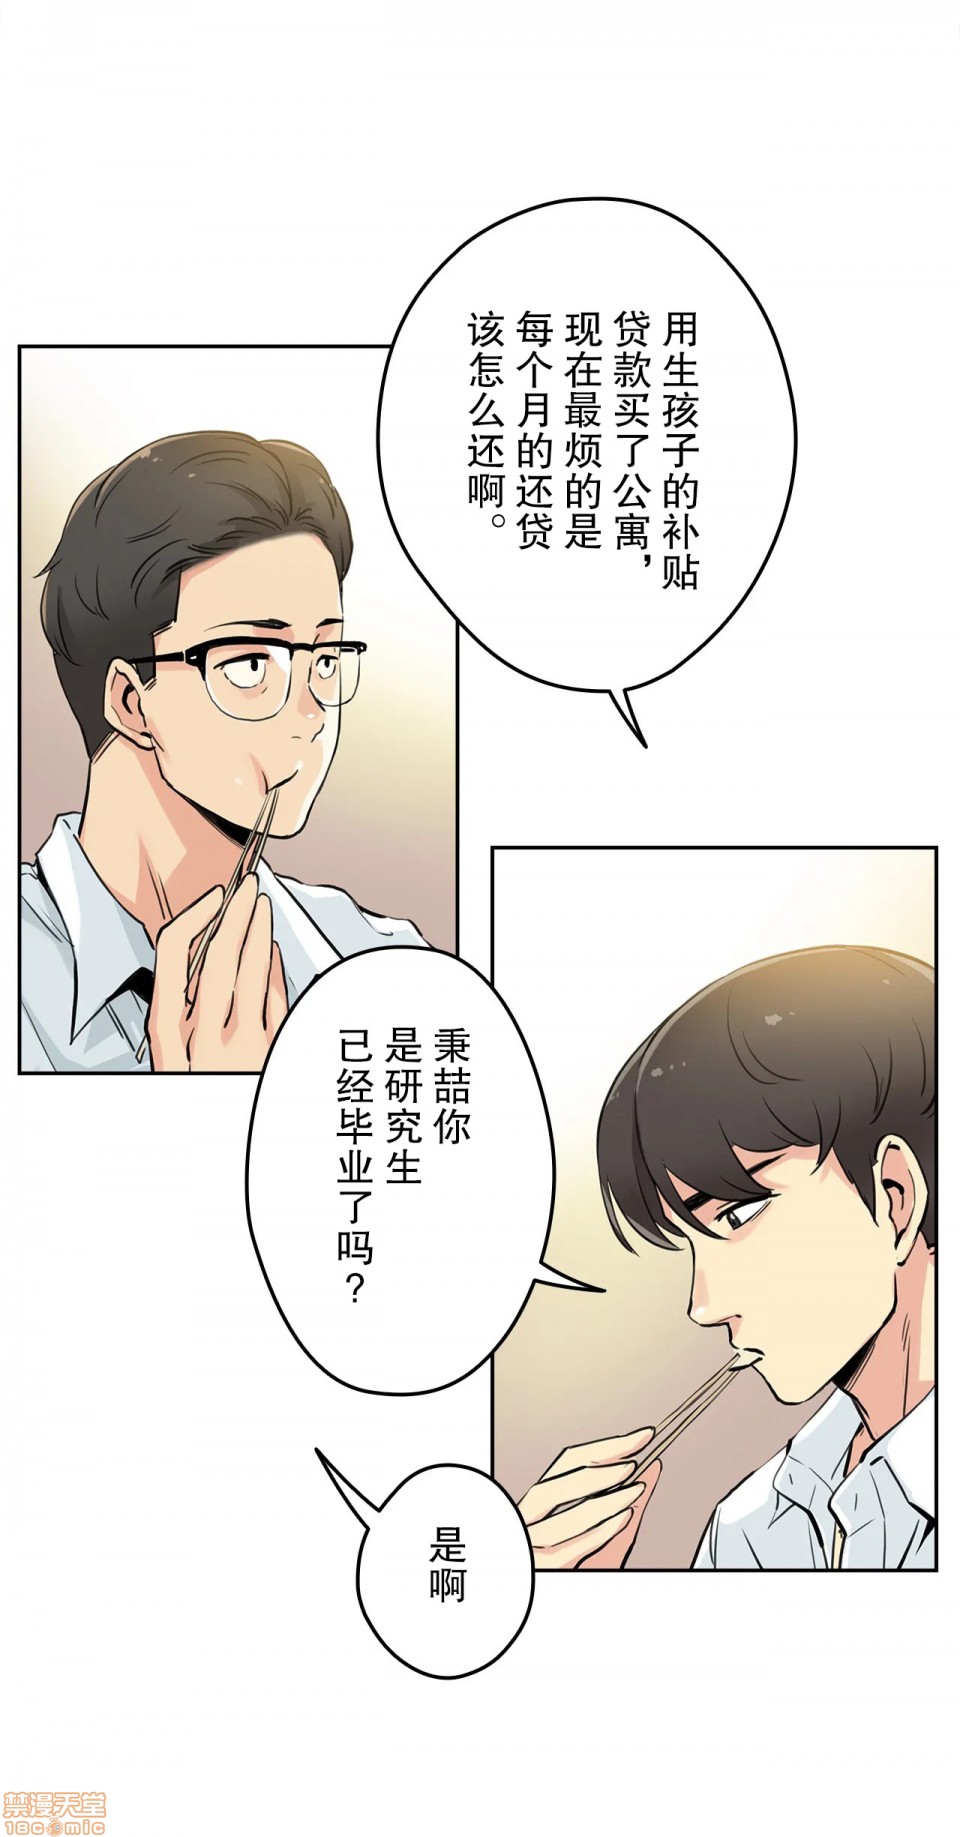 用生孩子的补贴
贷款买了公寓，
现在最烦的是
每个月的还贷
该怎么还啊。
秉喆你
是研究生
已经毕业了吗？
是
啊
禁漫天堂
18comic